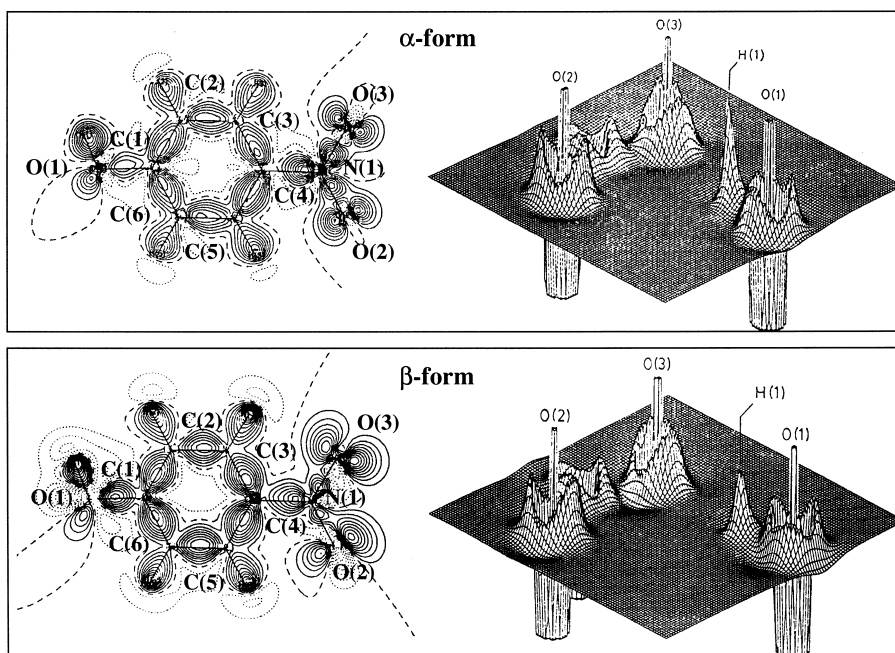 α-form
C(2)
O(3)
C(1)
C(3)
O(1)
N(1)
C(6)
C(4)
C(5)
O(2)
O(3)
H(1)
O(2)
O(1)
β-form
C(2)
O(3)
C(1)
C(3)
O(1)
N(1)
C(6)
C(4)
C(5)
O(2)
O(3)
H(1)
O(2)
O(1)